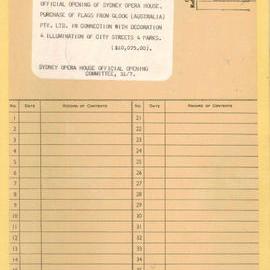 OFFICIAL OPENING OF SYDNEY OPERA HOUSE.
PURCHASE OF FLAGS FROM GLOOK (AUSTRALIA)
PTY. LTD. IN CONNECTION WITH DECORATION
& ILLUMINATION OF CITY STREETS & PARKS.
($10,075.00).
SYDNEY OPERA HOUSE OFFICIAL OPENING
COMMITTEE, 31/7.
No. DATE RECORD OF CONTENTS No. DATE RECORD OF CONTENTS
1 21
2 22
3 23
4 24
5 25
6 26
7 27
8 28
9 29
10 30
11 31
12 32
13 33
14 34